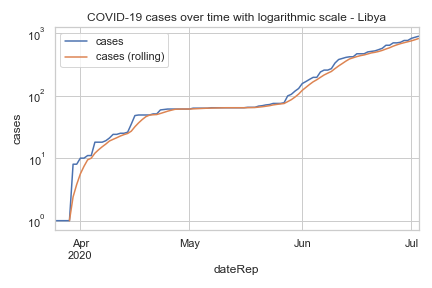 COVID-19 cases over time with logarithmic scale - Libya
cases
cases (rolling)
10³
10²
10¹
10⁰
cases
Apr
2020
May
Jun
Jul
dateRep